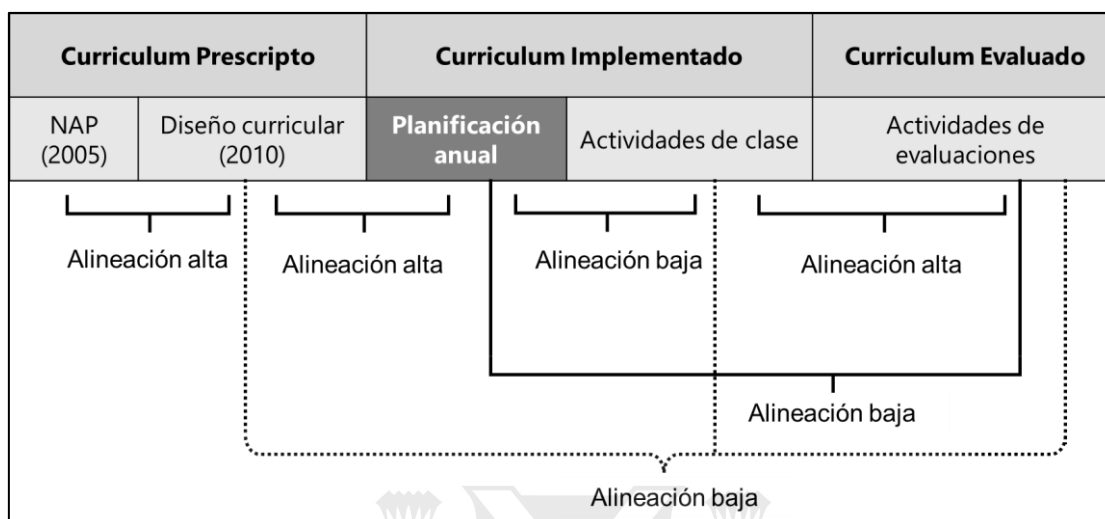 Curriculum Prescripto
Curriculum Implementado
Curriculum Evaluado
NAP
(2005)
Diseño curricular
(2010)
Planificación
anual
Actividades de clase
Actividades de
evaluaciones
Alineación alta
Alineación alta
Alineación baja
Alineación alta
Alineación baja
Alineación baja